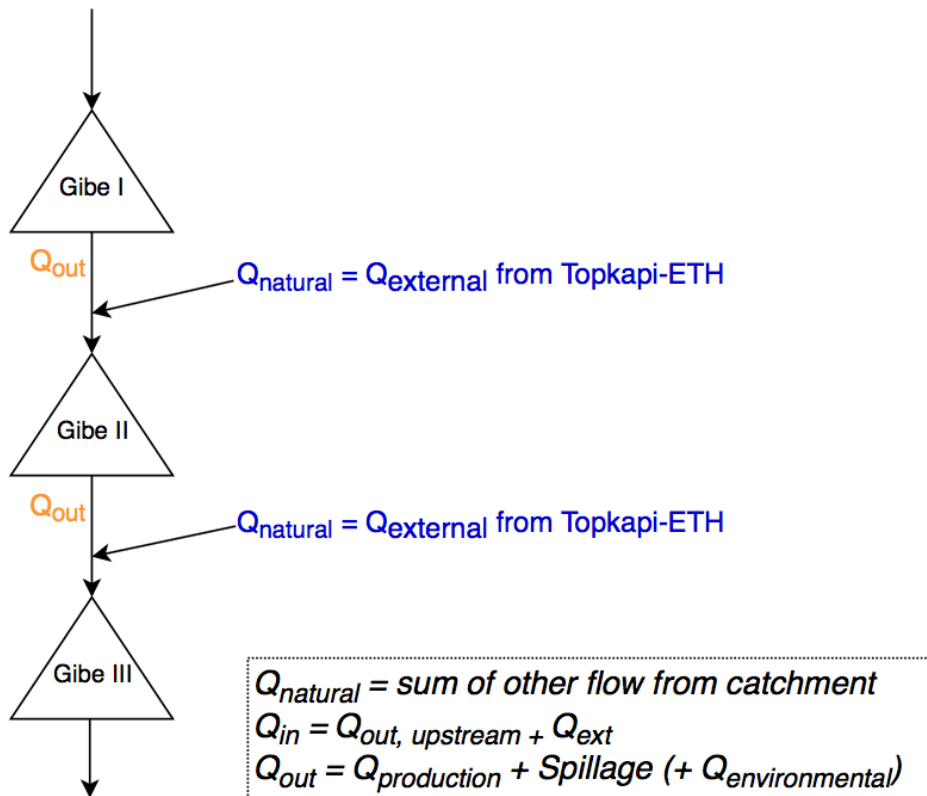 Gibe I
Qout
Qnatural = Qexternal from Topkapi-ETH
Gibe II
Qout
Qnatural = Qexternal from Topkapi-ETH
Gibe III
Qnatural = sum of other flow from catchment
Qin = Qout, upstream + Qext
Qout = Qproduction + Spillage (+ Qenvironmental)